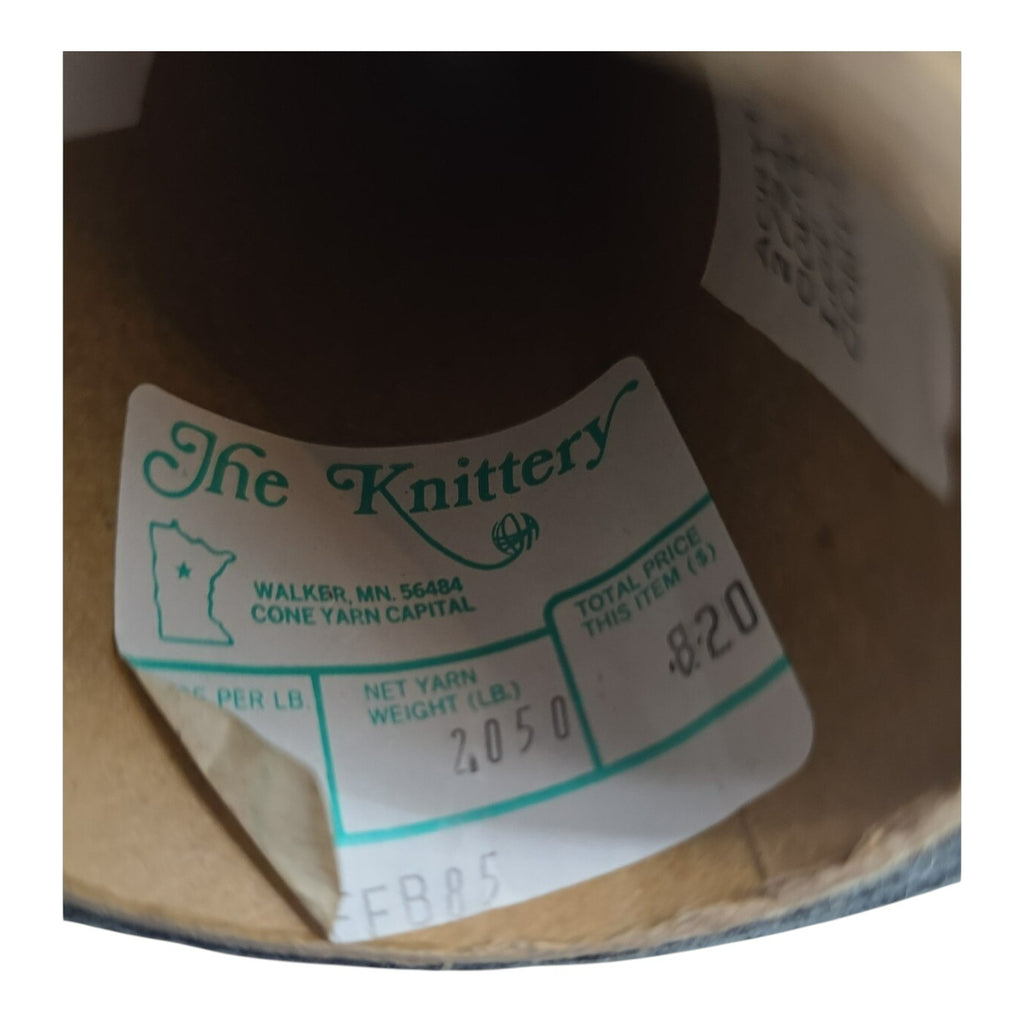 The Knittery
WALKER, MN. 56484
CONE YARN CAPITAL
TOTAL PRICE
THIS ITEM ($)
8.20
PER LB.
NET YARN
WEIGHT (LB.)
2.050
FEB85